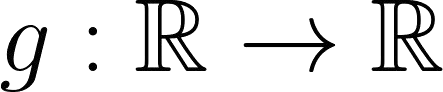 g : ℝ → ℝ